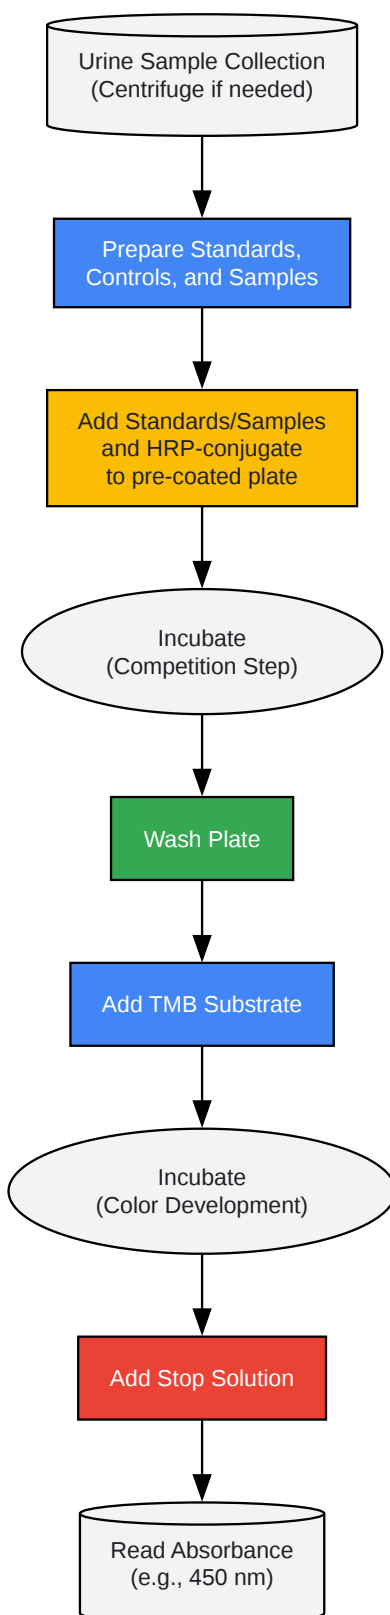 Urine Sample Collection
(Centrifuge if needed)
Prepare Standards,
Controls, and Samples
Add Standards/Samples
and HRP-conjugate
to pre-coated plate
Incubate
(Competition Step)
Wash Plate
Add TMB Substrate
Incubate
(Color Development)
Add Stop Solution
Read Absorbance
(e.g., 450 nm)